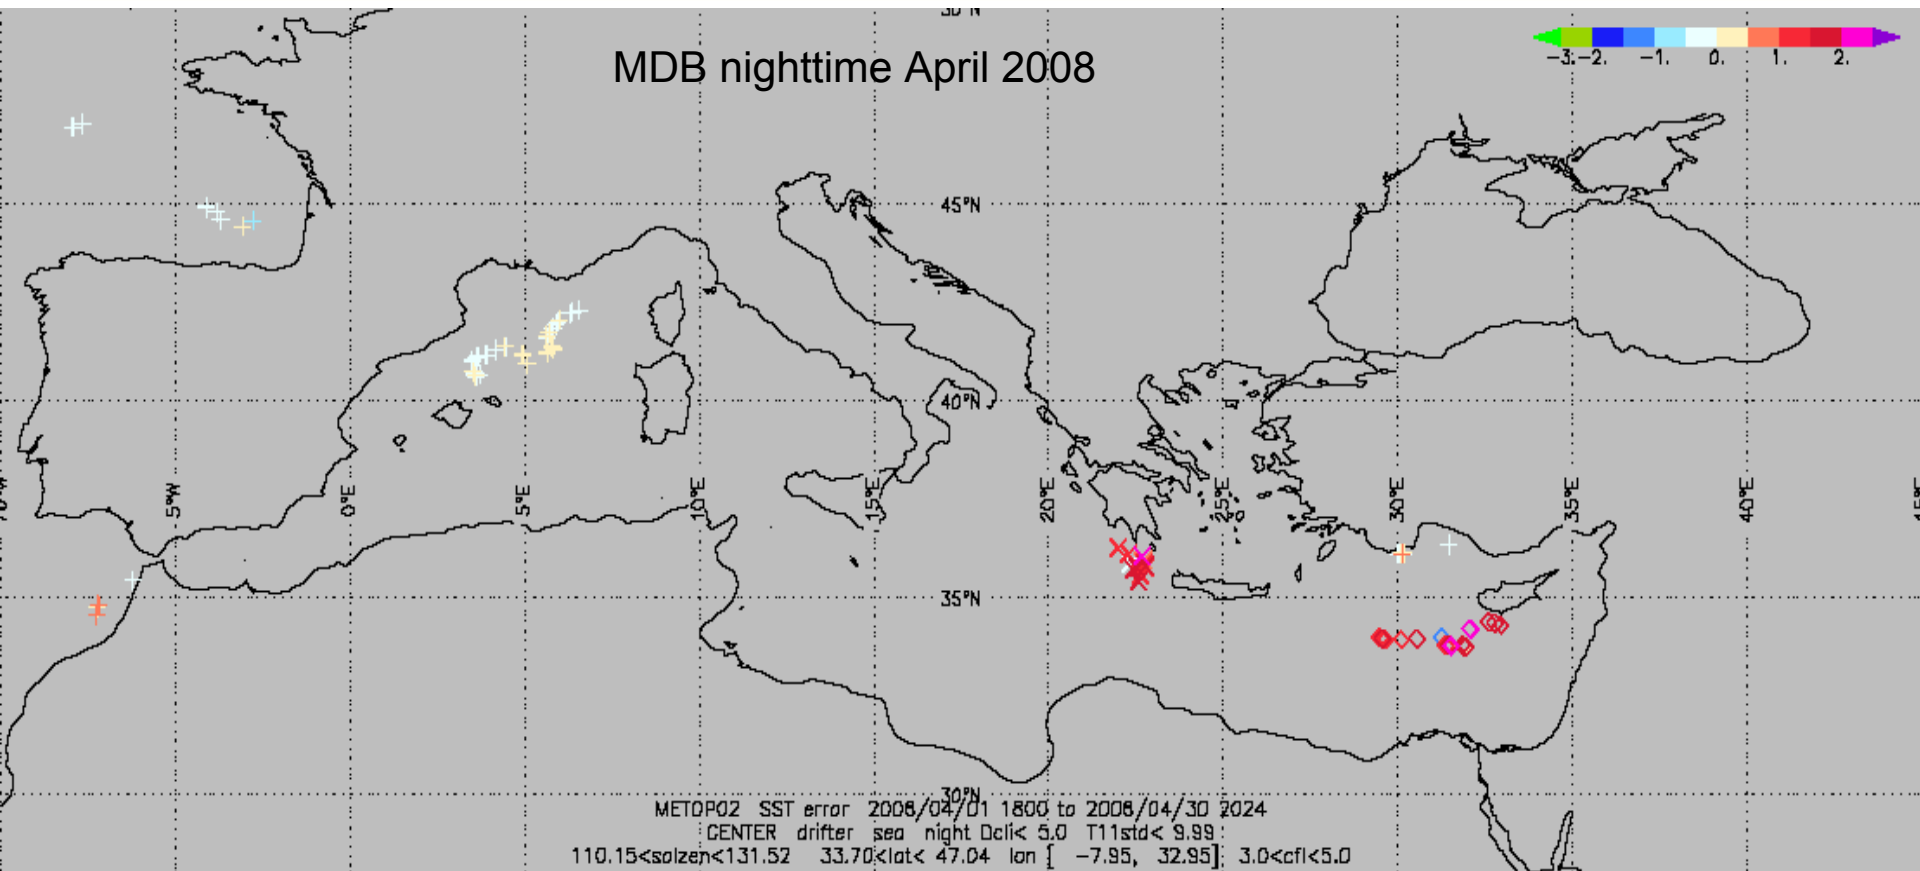 50°N
MDB nighttime April 2008
-3. -2. -1. 0. 1. 2.
45°N
40°N
5°W 0°E 5°E 10°E 15°E 20°E 25°E 30°E 35°E 40°E
35°N
30°N
METOP02 SST error 2008/04/01 1800 to 2008/04/30 2024
CENTER drifter sea night Dcli< 5.0 T11std< 9.99
110.15<solzen<131.52 33.70<lat< 47.04 lon [ -7.95, 32.95] 3.0<cfl<5.0